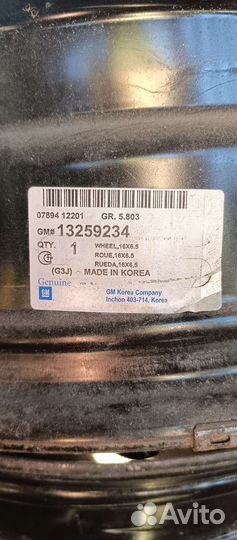 07894 12201 GR. 5.803
GM# 13259234
QTY. 1 WHEEL,16X6.5
ROUE,16X6.5
RUEDA,16X6.5
(G3J) - MADE IN KOREA
Genuine
GM
GM Korea Company
Inchon 403-714, Korea
Avito